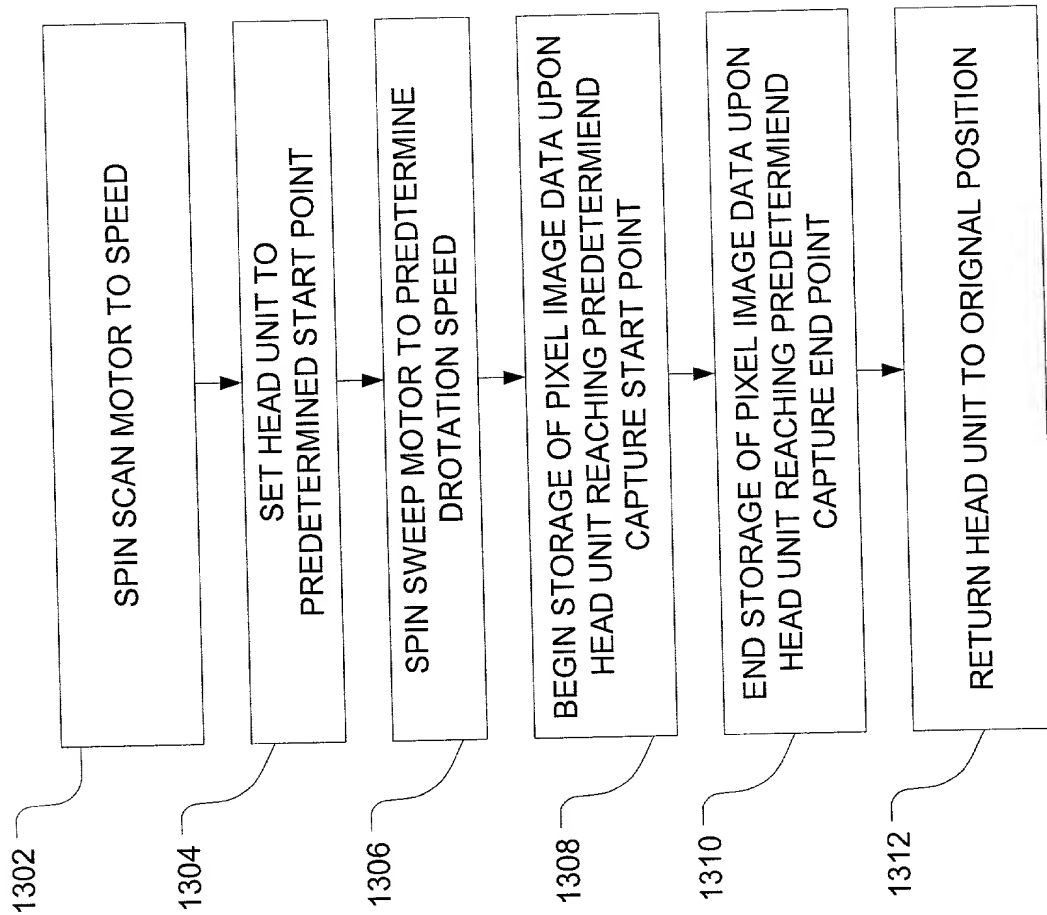 1302
SPIN SCAN MOTOR TO SPEED
1304
SET HEAD UNIT TO
PREDETERMINED START POINT
1306
SPIN SWEEP MOTOR TO PREDTERMINE
DROTATION SPEED
1308
BEGIN STORAGE OF PIXEL IMAGE DATA UPON
HEAD UNIT REACHING PREDETERMIEND
CAPTURE START POINT
1310
END STORAGE OF PIXEL IMAGE DATA UPON
HEAD UNIT REACHING PREDETERMIEND
CAPTURE END POINT
1312
RETURN HEAD UNIT TO ORIGNAL POSITION